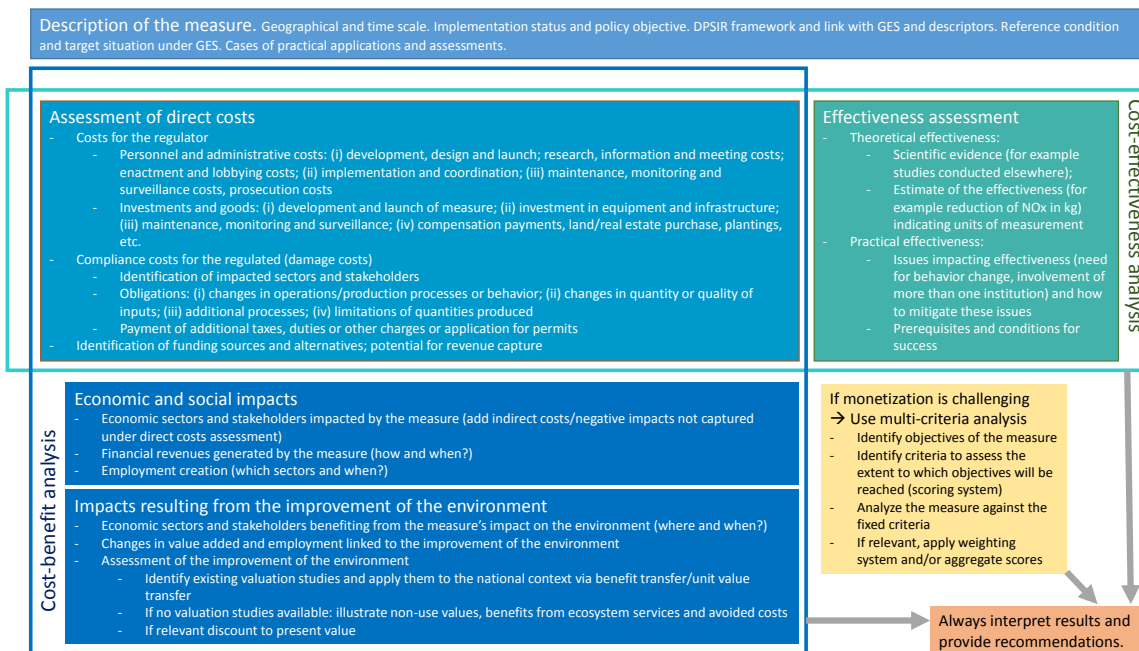 Description of the measure. Geographical and time scale. Implementation status and policy objective. DPSIR framework and link with GES and descriptors. Reference condition
and target situation under GES. Cases of practical applications and assessments.
Assessment of direct costs
- Costs for the regulator
- Personnel and administrative costs: (i) development, design and launch; research, information and meeting costs;
enactment and lobbying costs; (ii) implementation and coordination; (iii) maintenance, monitoring and
surveillance costs, prosecution costs
- Investments and goods: (i) development and launch of measure; (ii) investment in equipment and infrastructure;
(iii) maintenance, monitoring and surveillance; (iv) compensation payments, land/real estate purchase, plantings,
etc.
- Compliance costs for the regulated (damage costs)
- Identification of impacted sectors and stakeholders
- Obligations: (i) changes in operations/production processes or behavior; (ii) changes in quantity or quality of
inputs; (iii) additional processes; (iv) limitations of quantities produced
- Payment of additional taxes, duties or other charges or application for permits
- Identification of funding sources and alternatives; potential for revenue capture
Effectiveness assessment
- Theoretical effectiveness:
- Scientific evidence (for example
studies conducted elsewhere);
- Estimate of the effectiveness (for
example reduction of NOx in kg)
indicating units of measurement
- Practical effectiveness:
- Issues impacting effectiveness (need
for behavior change, involvement of
more than one institution) and how
to mitigate these issues
- Prerequisites and conditions for
success
Cost-effectiveness analysis
Cost-benefit analysis
Economic and social impacts
- Economic sectors and stakeholders impacted by the measure (add indirect costs/negative impacts not captured
under direct costs assessment)
- Financial revenues generated by the measure (how and when?)
- Employment creation (which sectors and when?)
Impacts resulting from the improvement of the environment
- Economic sectors and stakeholders benefiting from the measure's impact on the environment (where and when?)
- Changes in value added and employment linked to the improvement of the environment
- Assessment of the improvement of the environment
- Identify existing valuation studies and apply them to the national context via benefit transfer/unit value
transfer
- If no valuation studies available: illustrate non-use values, benefits from ecosystem services and avoided costs
- If relevant discount to present value
If monetization is challenging
→ Use multi-criteria analysis
- Identify objectives of the measure
- Identify criteria to assess the
extent to which objectives will be
reached (scoring system)
- Analyze the measure against the
fixed criteria
- If relevant, apply weighting
system and/or aggregate scores
Always interpret results and
provide recommendations.